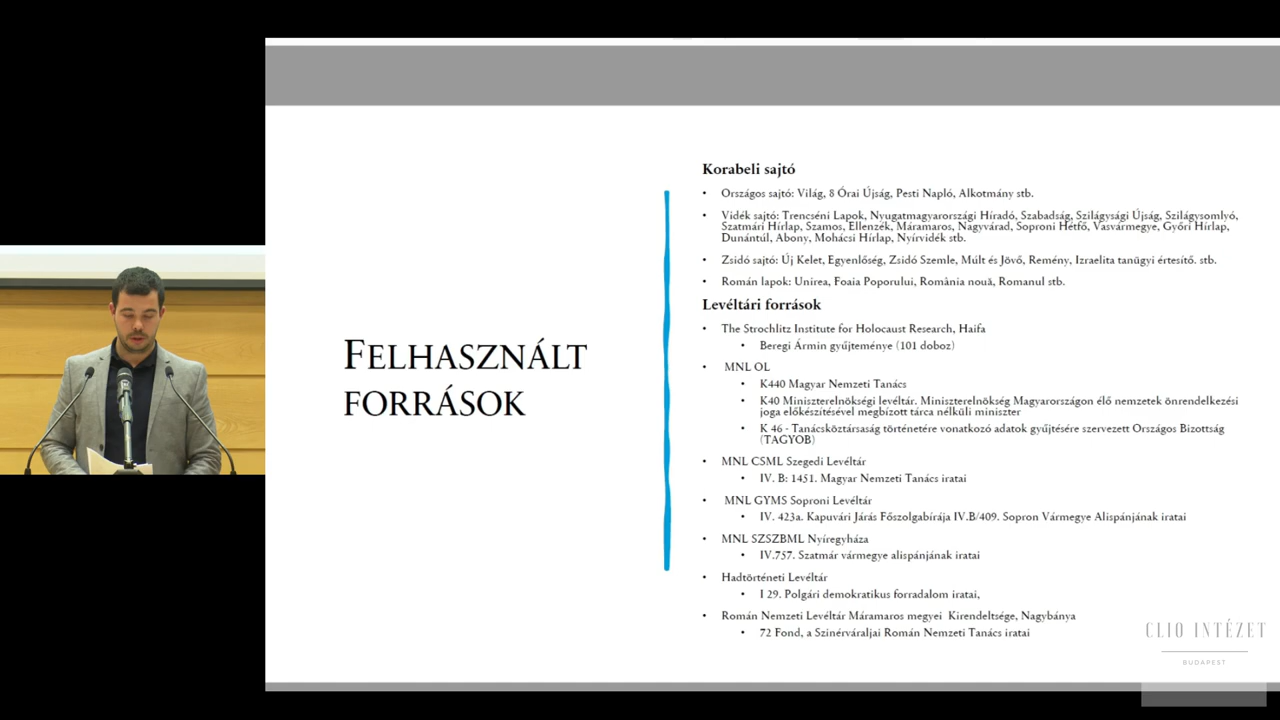 FELHASZNÁLT
FORRÁSOK
Korabeli sajtó
• Országos sajtó: Világ, 8 Órai Újság, Pesti Napló, Alkotmány stb.
• Vidék sajtó: Trencséni Lapok, Nyugatmagyarországi Híradó, Szabadság, Szilágysági Újság, Szilágysomlyó,
Szatmári Hírlap, Szamos, Ellenzék, Máramaros, Nagyvárad, Soproni Hétfő, Vasvármegye, Győri Hírlap,
Dunántúl, Abony, Mohácsi Hírlap, Nyírvidék stb.
• Zsidó sajtó: Új Kelet, Egyenlőség, Zsidó Szemle, Múlt és Jövő, Remény, Izraelita tanügyi értesítő. stb.
• Román lapok: Unirea, Foaia Poporului, România nouă, Romanul stb.
Levéltári források
• The Strochlitz Institute for Holocaust Research, Haifa
• Beregi Ármin gyűjteménye (101 doboz)
• MNL OL
• K440 Magyar Nemzeti Tanács
• K40 Miniszterelnökségi levéltár. Miniszterelnökség Magyarországon élő nemzetek önrendelkezési
joga előkészítésével megbízott tárca nélküli miniszter
• K 46 - Tanácsköztársaság történetére vonatkozó adatok gyűjtésére szervezett Országos Bizottság
(TAGYOB)
• MNL CSML Szegedi Levéltár
• IV. B: 1451. Magyar Nemzeti Tanács iratai
• MNL GYMS Soproni Levéltár
• IV. 423a. Kapuvári Járás Főszolgabírája IV.B/409. Sopron Vármegye Alispánjának iratai
• MNL SZSZBML Nyíregyháza
• IV.757. Szatmár vármegye alispánjának iratai
• Hadtörténeti Levéltár
• I 29. Polgári demokratikus forradalom iratai,
• Román Nemzeti Levéltár Máramaros megyei Kirendeltsége, Nagybánya
• 72 Fond, a Szinérváraljai Román Nemzeti Tanács iratai
CLIO INTÉZET
BUDAPEST